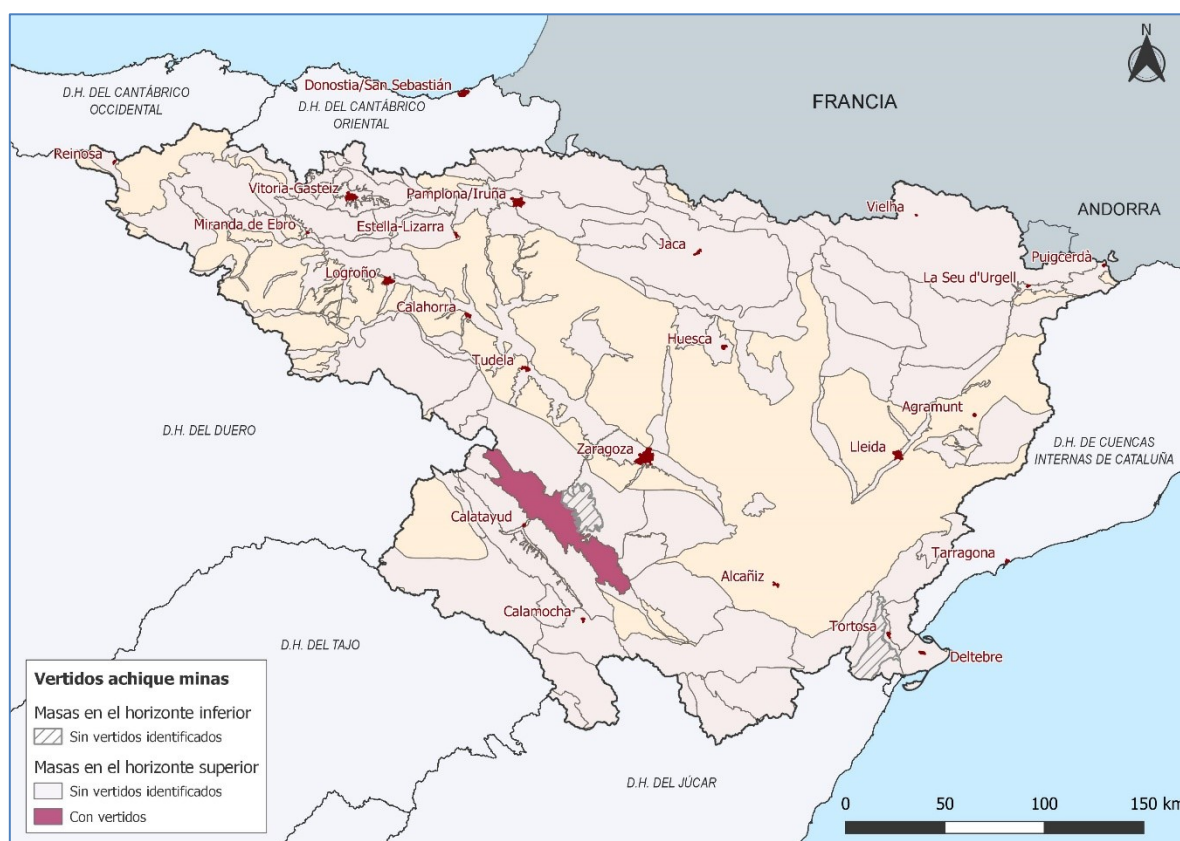 N
Donostia/San Sebastián
D.H. DEL CANTÁBRICO
OCCIDENTAL
D.H. DEL CANTÁBRICO
ORIENTAL
FRANCIA
Reinosa
Vitoria-Gasteiz
Pamplona/Iruña
Vielha
ANDORRA
Miranda de Ebro
Estella-Lizarra
Jaca
Puigcerdà
La Seu d'Urgell
Logroño
Calahorra
Huesca
Tudela
Agramunt
D.H. DEL DUERO
Zaragoza
Lleida
D.H. DE CUENCAS
INTERNAS DE CATALUÑA
Calatayud
Tarragona
Alcañiz
Calamocha
Tortosa
D.H. DEL TAJO
Deltebre
Vertidos achique minas
Masas en el horizonte inferior
Sin vertidos identificados
Masas en el horizonte superior
Sin vertidos identificados
Con vertidos
D.H. DEL JÚCAR
0 50 100 150 km